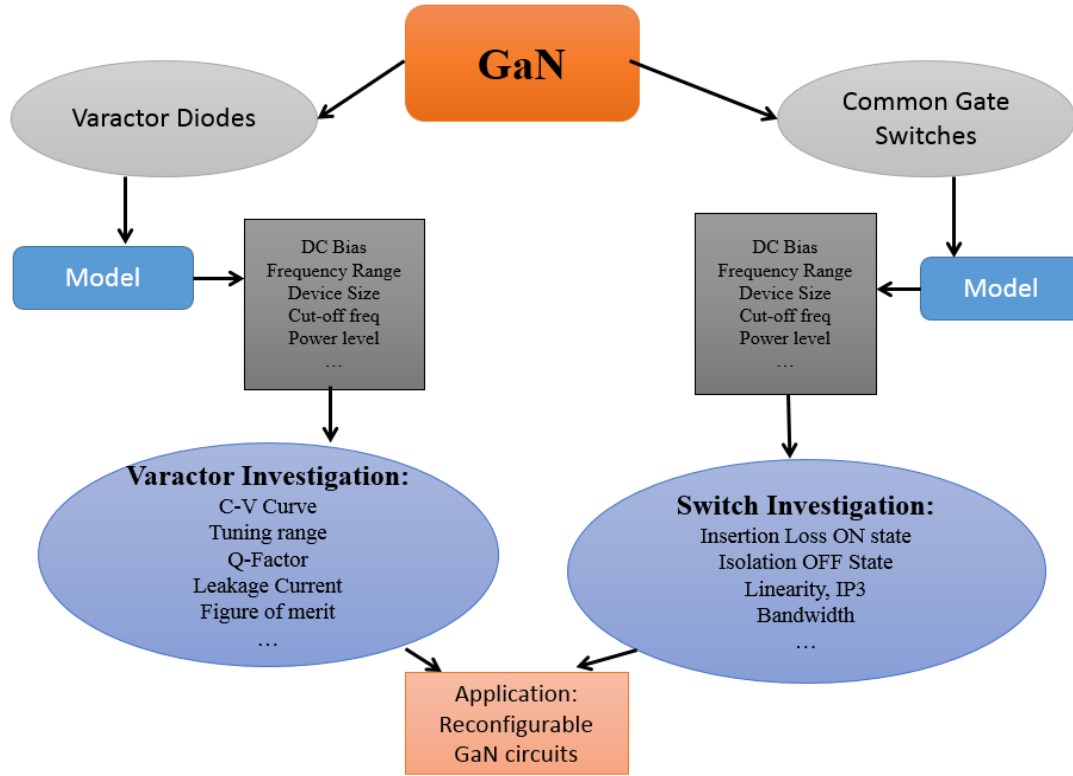 GaN
Varactor Diodes
Common Gate
Switches
Model
DC Bias
Frequency Range
Device Size
Cut-off freq
Power level
…
DC Bias
Frequency Range
Device Size
Cut-off freq
Power level
…
Model
Varactor Investigation:
C-V Curve
Tuning range
Q-Factor
Leakage Current
Figure of merit
…
Switch Investigation:
Insertion Loss ON state
Isolation OFF State
Linearity, IP3
Bandwidth
…
Application:
Reconfigurable
GaN circuits